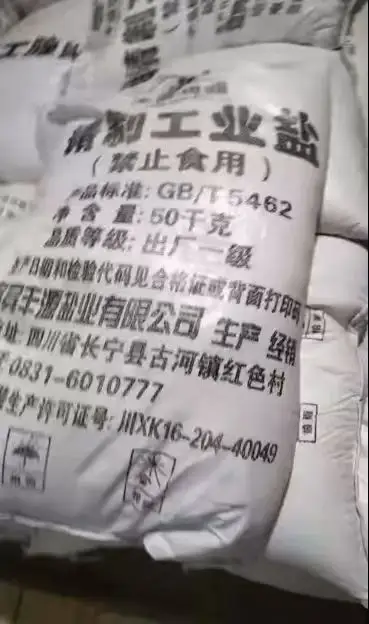 精制工业盐
(禁止食用)
产品标准: GB/T 5462
净 含 量: 50千克
品质等级: 出厂一级
生产日期和检验代码见合格证或背面打印码
丰源盐业有限公司 生产 经销
地址: 四川省长宁县古河镇红色村
0831-6010777
生产许可证号: 川XK16-204-40049